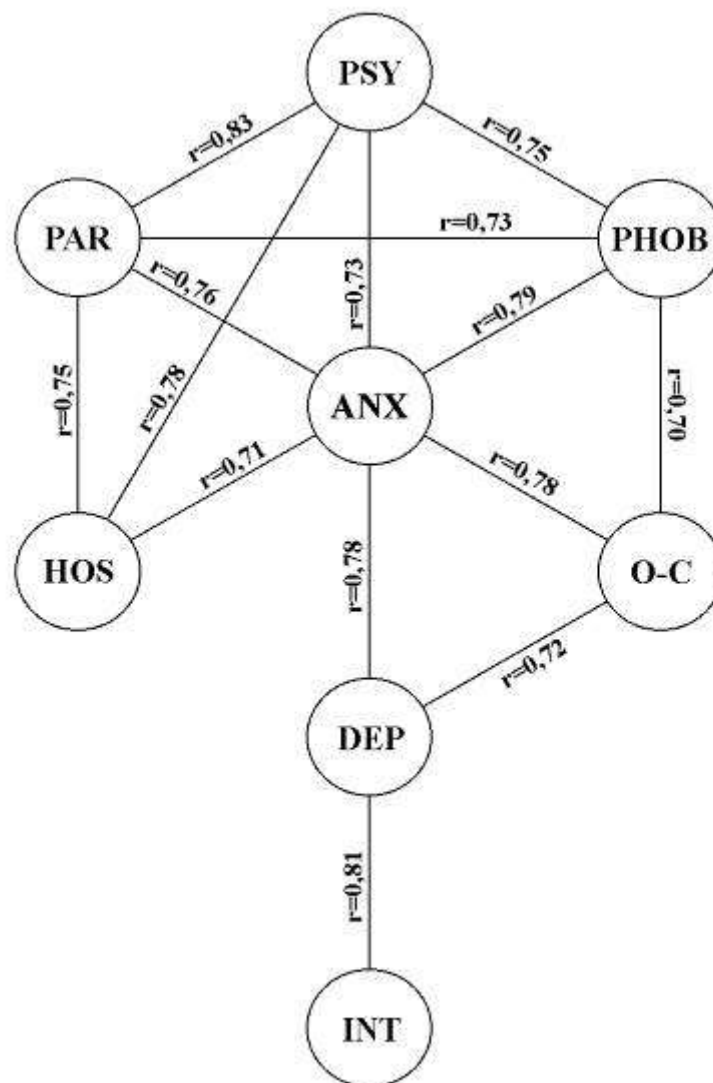 PSY
r=0,83
r=0,75
PAR
r=0,73
PHOB
r=0,76
r=0,73
r=0,79
r=0,75
r=0,78
ANX
r=0,70
r=0,71
r=0,78
HOS
O-C
r=0,78
r=0,72
DEP
r=0,81
INT